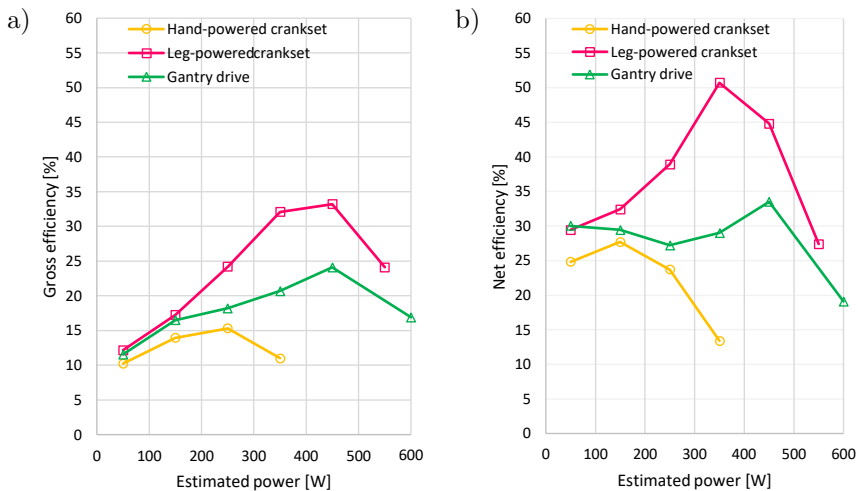 a)
Gross efficiency [%]
60
55
50
45
40
35
30
25
20
15
10
5
0
Hand-powered crankset
Leg-poweredcrankset
Gantry drive
0 100 200 300 400 500 600
Estimated power [W]
b)
Net efficiency [%]
60
55
50
45
40
35
30
25
20
15
10
5
0
Hand-powered crankset
Leg-powered crankset
Gantry drive
0 100 200 300 400 500 600
Estimated power [W]